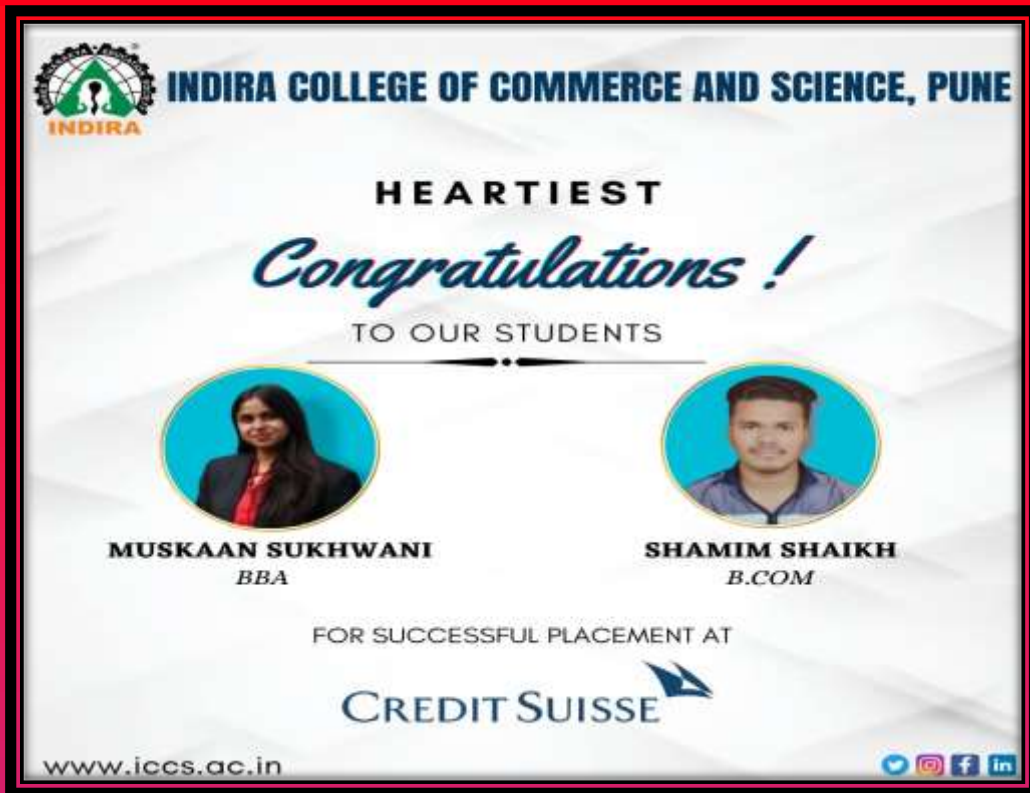 INDIRA
INDIRA COLLEGE OF COMMERCE AND SCIENCE, PUNE
HEARTIEST
Congratulations !
TO OUR STUDENTS
MUSKAAN SUKHWANI
BBA
SHAMIM SHAIKH
B.COM
FOR SUCCESSFUL PLACEMENT AT
CREDIT SUISSE
www.iccs.ac.in